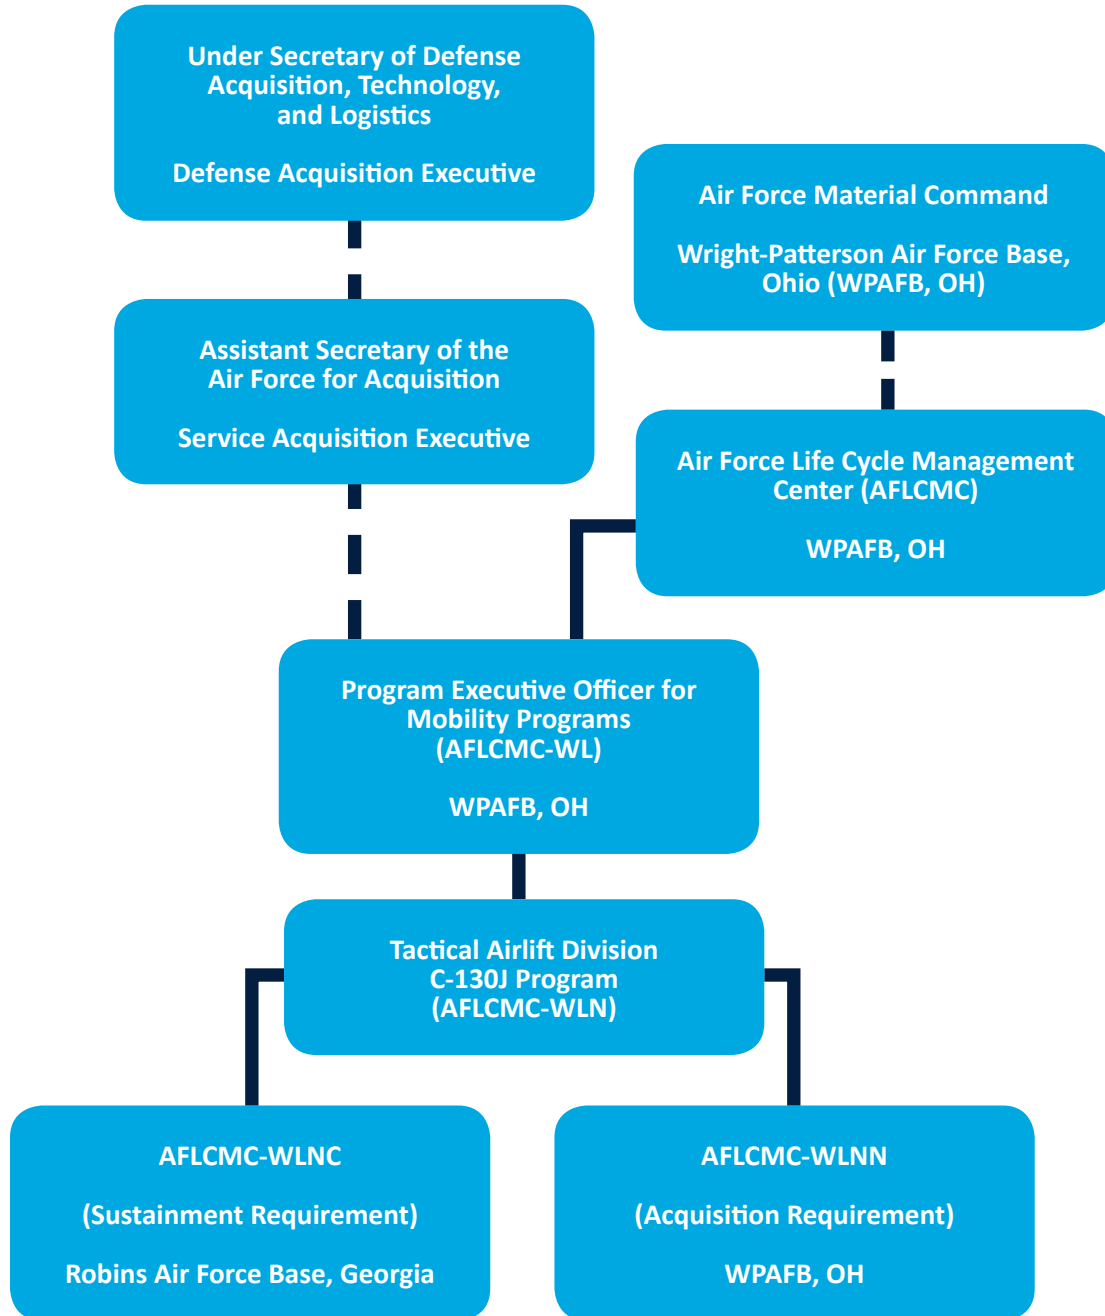 Under Secretary of Defense
Acquisition, Technology,
and Logistics
Defense Acquisition Executive
Air Force Material Command
Wright-Patterson Air Force Base,
Ohio (WPAFB, OH)
Assistant Secretary of the
Air Force for Acquisition
Service Acquisition Executive
Air Force Life Cycle Management
Center (AFLCMC)
WPAFB, OH
Program Executive Officer for
Mobility Programs
(AFLCMC-WL)
WPAFB, OH
Tactical Airlift Division
C-130J Program
(AFLCMC-WLN)
AFLCMC-WLNC
(Sustainment Requirement)
Robins Air Force Base, Georgia
AFLCMC-WLNN
(Acquisition Requirement)
WPAFB, OH